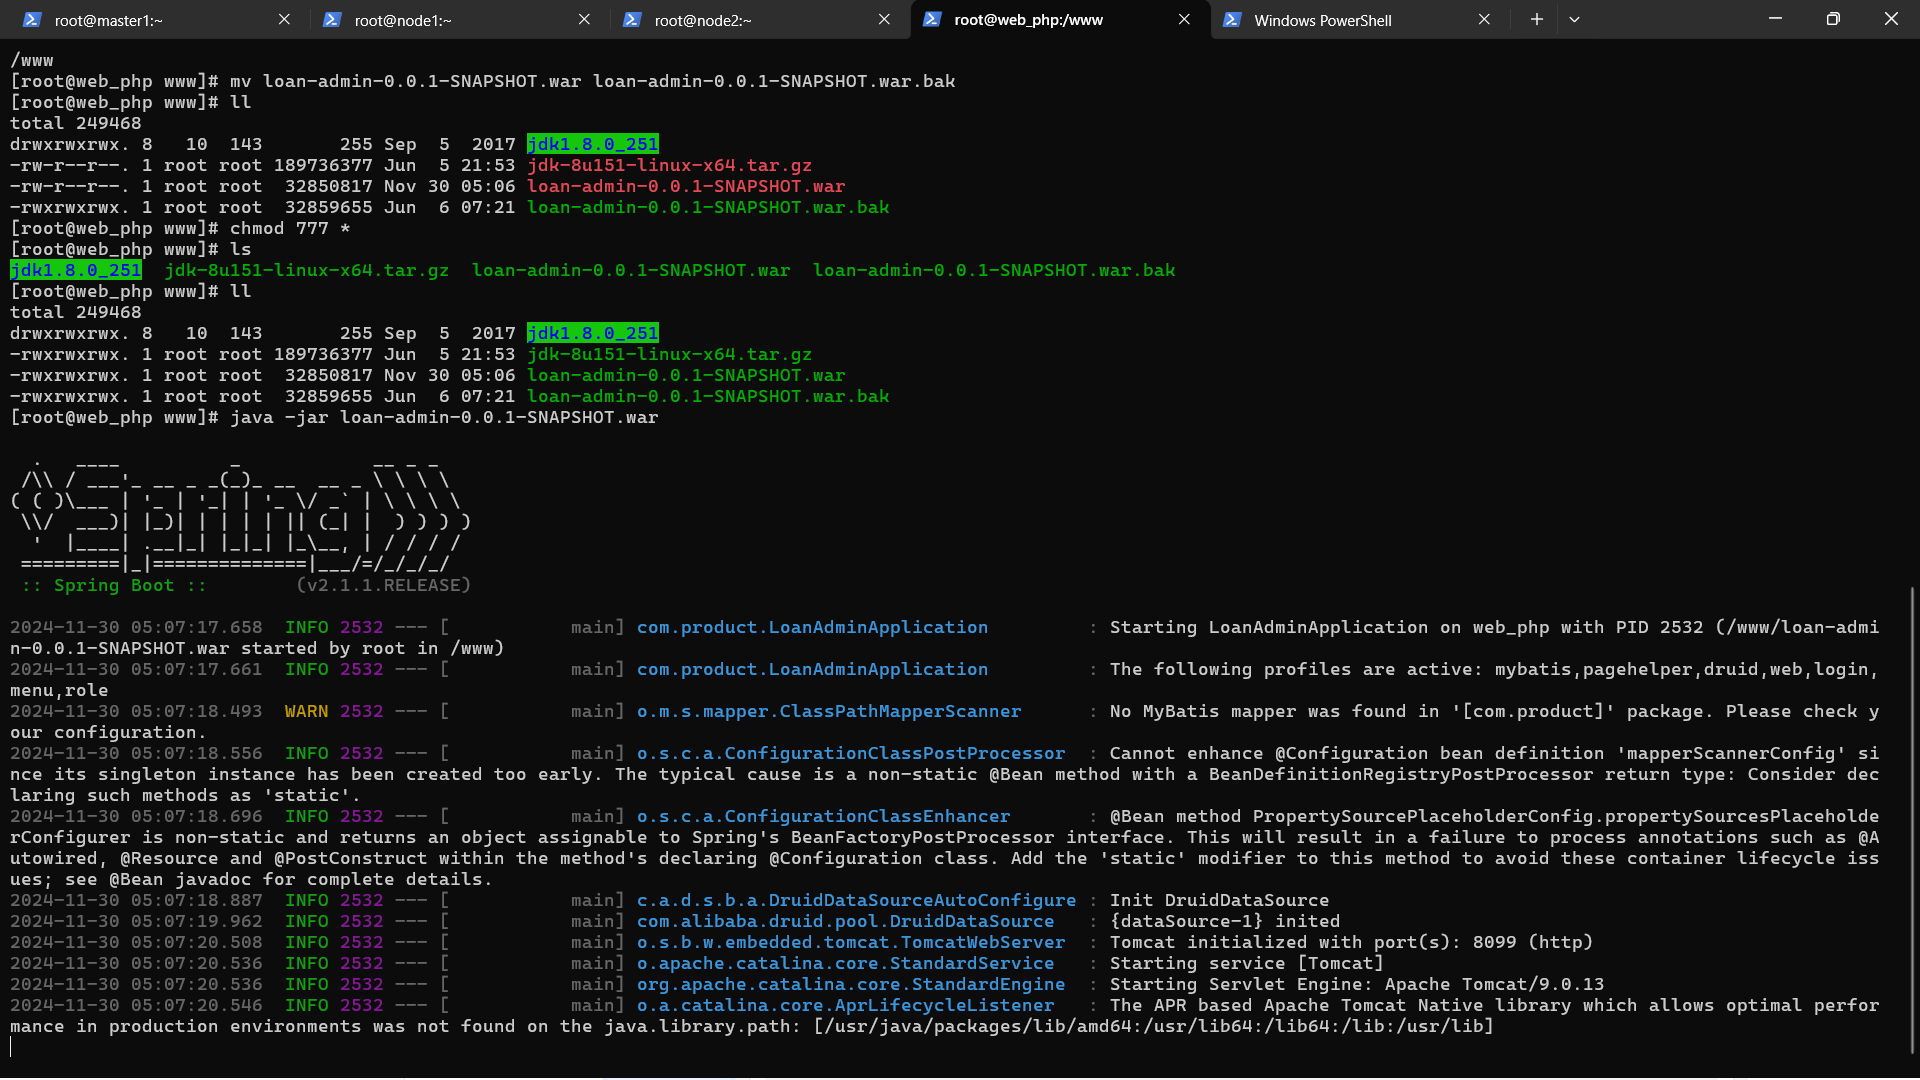 root@master1:~ root@node1:~ root@node2:~ root@web_php:/www Windows PowerShell
/www
[root@web_php www]# mv loan-admin-0.0.1-SNAPSHOT.war loan-admin-0.0.1-SNAPSHOT.war.bak
[root@web_php www]# ll
total 249468
drwxrwxrwx. 8   10  143       255 Sep  5  2017 jdk1.8.0_251
-rw-r--r--. 1 root root 189736377 Jun  5 21:53 jdk-8u151-linux-x64.tar.gz
-rw-r--r--. 1 root root  32850817 Nov 30 05:06 loan-admin-0.0.1-SNAPSHOT.war
-rwxrwxrwx. 1 root root  32859655 Jun  6 07:21 loan-admin-0.0.1-SNAPSHOT.war.bak
[root@web_php www]# chmod 777 *
[root@web_php www]# ls
jdk1.8.0_251  jdk-8u151-linux-x64.tar.gz  loan-admin-0.0.1-SNAPSHOT.war  loan-admin-0.0.1-SNAPSHOT.war.bak
[root@web_php www]# ll
total 249468
drwxrwxrwx. 8   10  143       255 Sep  5  2017 jdk1.8.0_251
-rwxrwxrwx. 1 root root 189736377 Jun  5 21:53 jdk-8u151-linux-x64.tar.gz
-rwxrwxrwx. 1 root root  32850817 Nov 30 05:06 loan-admin-0.0.1-SNAPSHOT.war
-rwxrwxrwx. 1 root root  32859655 Jun  6 07:21 loan-admin-0.0.1-SNAPSHOT.war.bak
[root@web_php www]# java -jar loan-admin-0.0.1-SNAPSHOT.war
  .   ____          _            __ _ _
 /\\ / ___'_ __ _ _(_)_ __  __ _ \ \ \ \
( ( )\___ | '_ | '_| | '_ \/ _` | \ \ \ \
 \\/  ___)| |_)| | | | | || (_| |  ) ) ) )
  '  |____| .__|_| |_|_| |_\__, | / / / /
 =========|_|==============|___/=/_/_/_/
 :: Spring Boot ::        (v2.1.1.RELEASE)
2024-11-30 05:07:17.658  INFO 2532 --- [           main] com.product.LoanAdminApplication         : Starting LoanAdminApplication on web_php with PID 2532 (/www/loan-admi
n-0.0.1-SNAPSHOT.war started by root in /www)
2024-11-30 05:07:17.661  INFO 2532 --- [           main] com.product.LoanAdminApplication         : The following profiles are active: mybatis,pagehelper,druid,web,login,
menu,role
2024-11-30 05:07:18.493  WARN 2532 --- [           main] o.m.s.mapper.ClassPathMapperScanner      : No MyBatis mapper was found in '[com.product]' package. Please check y
our configuration.
2024-11-30 05:07:18.556  INFO 2532 --- [           main] o.s.c.a.ConfigurationClassPostProcessor  : Cannot enhance @Configuration bean definition 'mapperScannerConfig' si
nce its singleton instance has been created too early. The typical cause is a non-static @Bean method with a BeanDefinitionRegistryPostProcessor return type: Consider dec
laring such methods as 'static'.
2024-11-30 05:07:18.696  INFO 2532 --- [           main] o.s.c.a.ConfigurationClassEnhancer       : @Bean method PropertySourcePlaceholderConfig.propertySourcesPlaceholde
rConfigurer is non-static and returns an object assignable to Spring's BeanFactoryPostProcessor interface. This will result in a failure to process annotations such as @A
utowired, @Resource and @PostConstruct within the method's declaring @Configuration class. Add the 'static' modifier to this method to avoid these container lifecycle iss
ues; see @Bean javadoc for complete details.
2024-11-30 05:07:18.887  INFO 2532 --- [           main] c.a.d.s.b.a.DruidDataSourceAutoConfigure : Init DruidDataSource
2024-11-30 05:07:19.962  INFO 2532 --- [           main] com.alibaba.druid.pool.DruidDataSource   : {dataSource-1} inited
2024-11-30 05:07:20.508  INFO 2532 --- [           main] o.s.b.w.embedded.tomcat.TomcatWebServer  : Tomcat initialized with port(s): 8099 (http)
2024-11-30 05:07:20.536  INFO 2532 --- [           main] o.apache.catalina.core.StandardService   : Starting service [Tomcat]
2024-11-30 05:07:20.536  INFO 2532 --- [           main] org.apache.catalina.core.StandardEngine  : Starting Servlet Engine: Apache Tomcat/9.0.13
2024-11-30 05:07:20.546  INFO 2532 --- [           main] o.a.catalina.core.AprLifecycleListener   : The APR based Apache Tomcat Native library which allows optimal perfor
mance in production environments was not found on the java.library.path: [/usr/java/packages/lib/amd64:/usr/lib64:/lib64:/lib:/usr/lib]